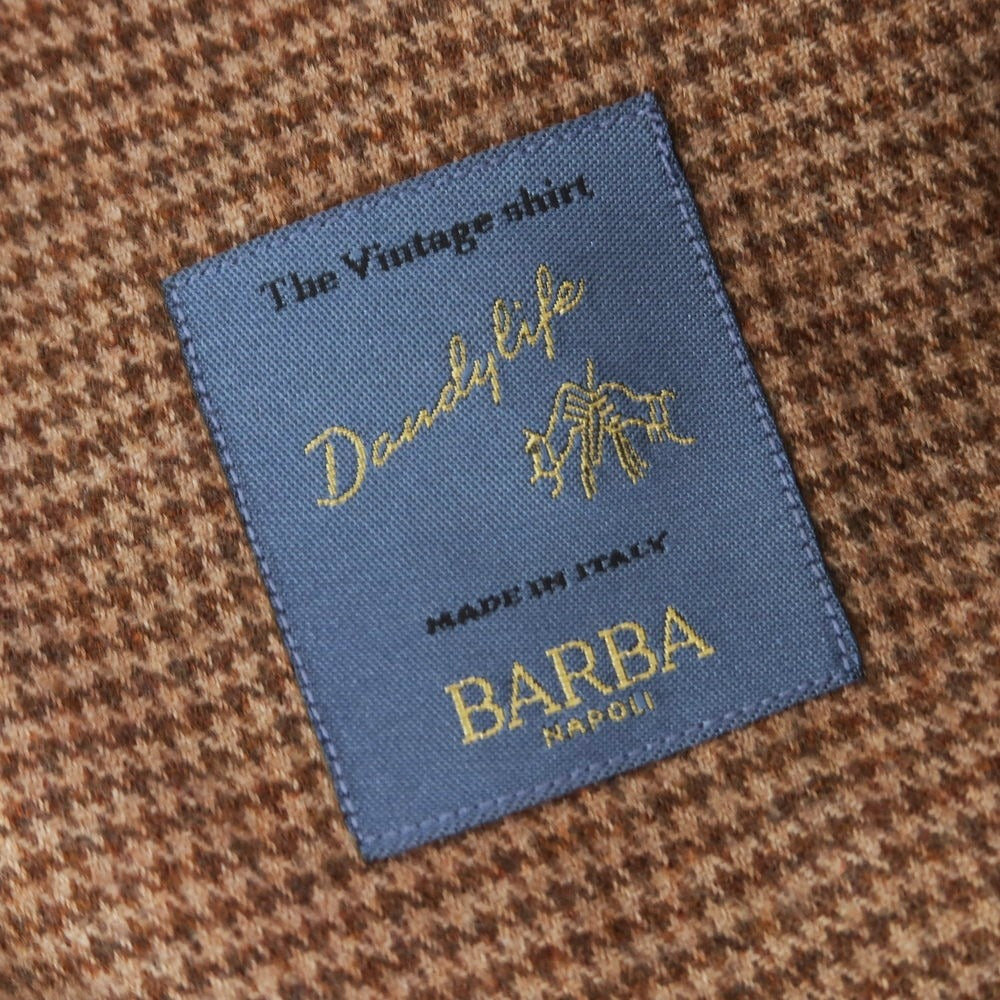 The Vintage shirt
Dandylife
MADE IN ITALY
BARBA
NAPOLI